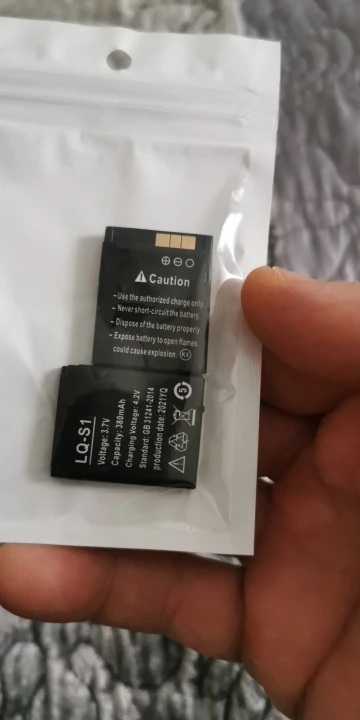 Caution
-Use the authorized charge only.
-Never short-circuit the battery.
-Dispose of the battery properly.
-Expose battery to open flames.
could cause explosion.
LQ-S1
Voltage: 3.7V
Capacity: 380mAh
Charging Voltage: 4.2V
Standard: GB 31241-2014
production date: 2021YQ
5